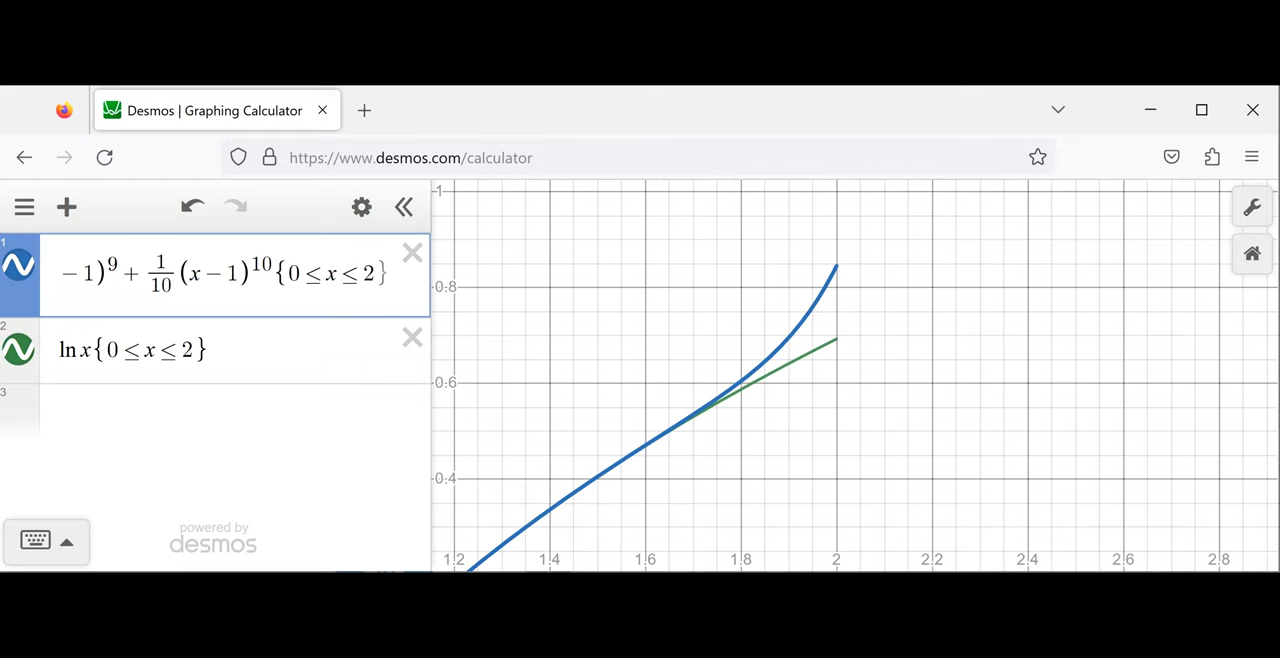 Desmos | Graphing Calculator
https://www.desmos.com/calculator
1
− 1)⁹ + 1/10 (x − 1)¹⁰ {0 ≤ x ≤ 2}
2
ln x {0 ≤ x ≤ 2}
3
powered by
desmos
1
0.8
0.6
0.4
1.2 1.4 1.6 1.8 2 2.2 2.4 2.6 2.8